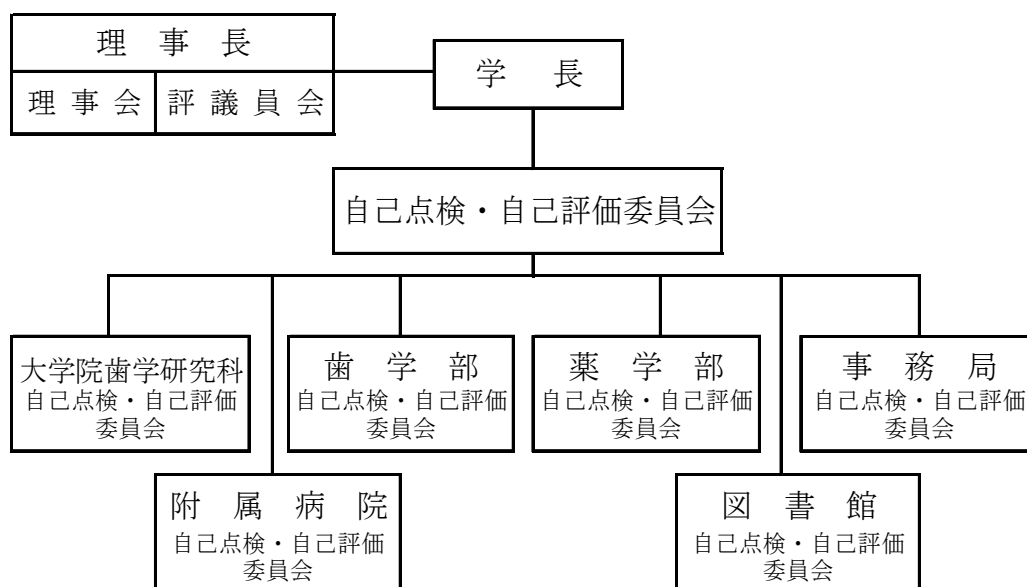 理事長
理事会 評議員会
学長
自己点検・自己評価委員会
大学院歯学研究科
自己点検・自己評価
委員会
歯学部
自己点検・自己評価
委員会
薬学部
自己点検・自己評価
委員会
事務局
自己点検・自己評価
委員会
附属病院
自己点検・自己評価
委員会
図書館
自己点検・自己評価
委員会